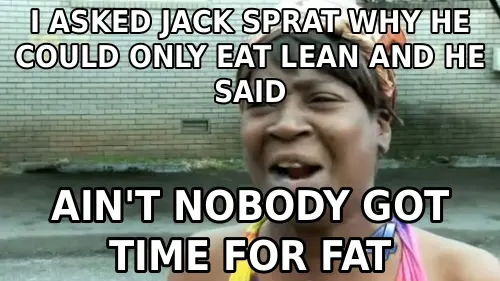 I ASKED JACK SPRAT WHY HE
COULD ONLY EAT LEAN AND HE
SAID
AIN'T NOBODY GOT
TIME FOR FAT